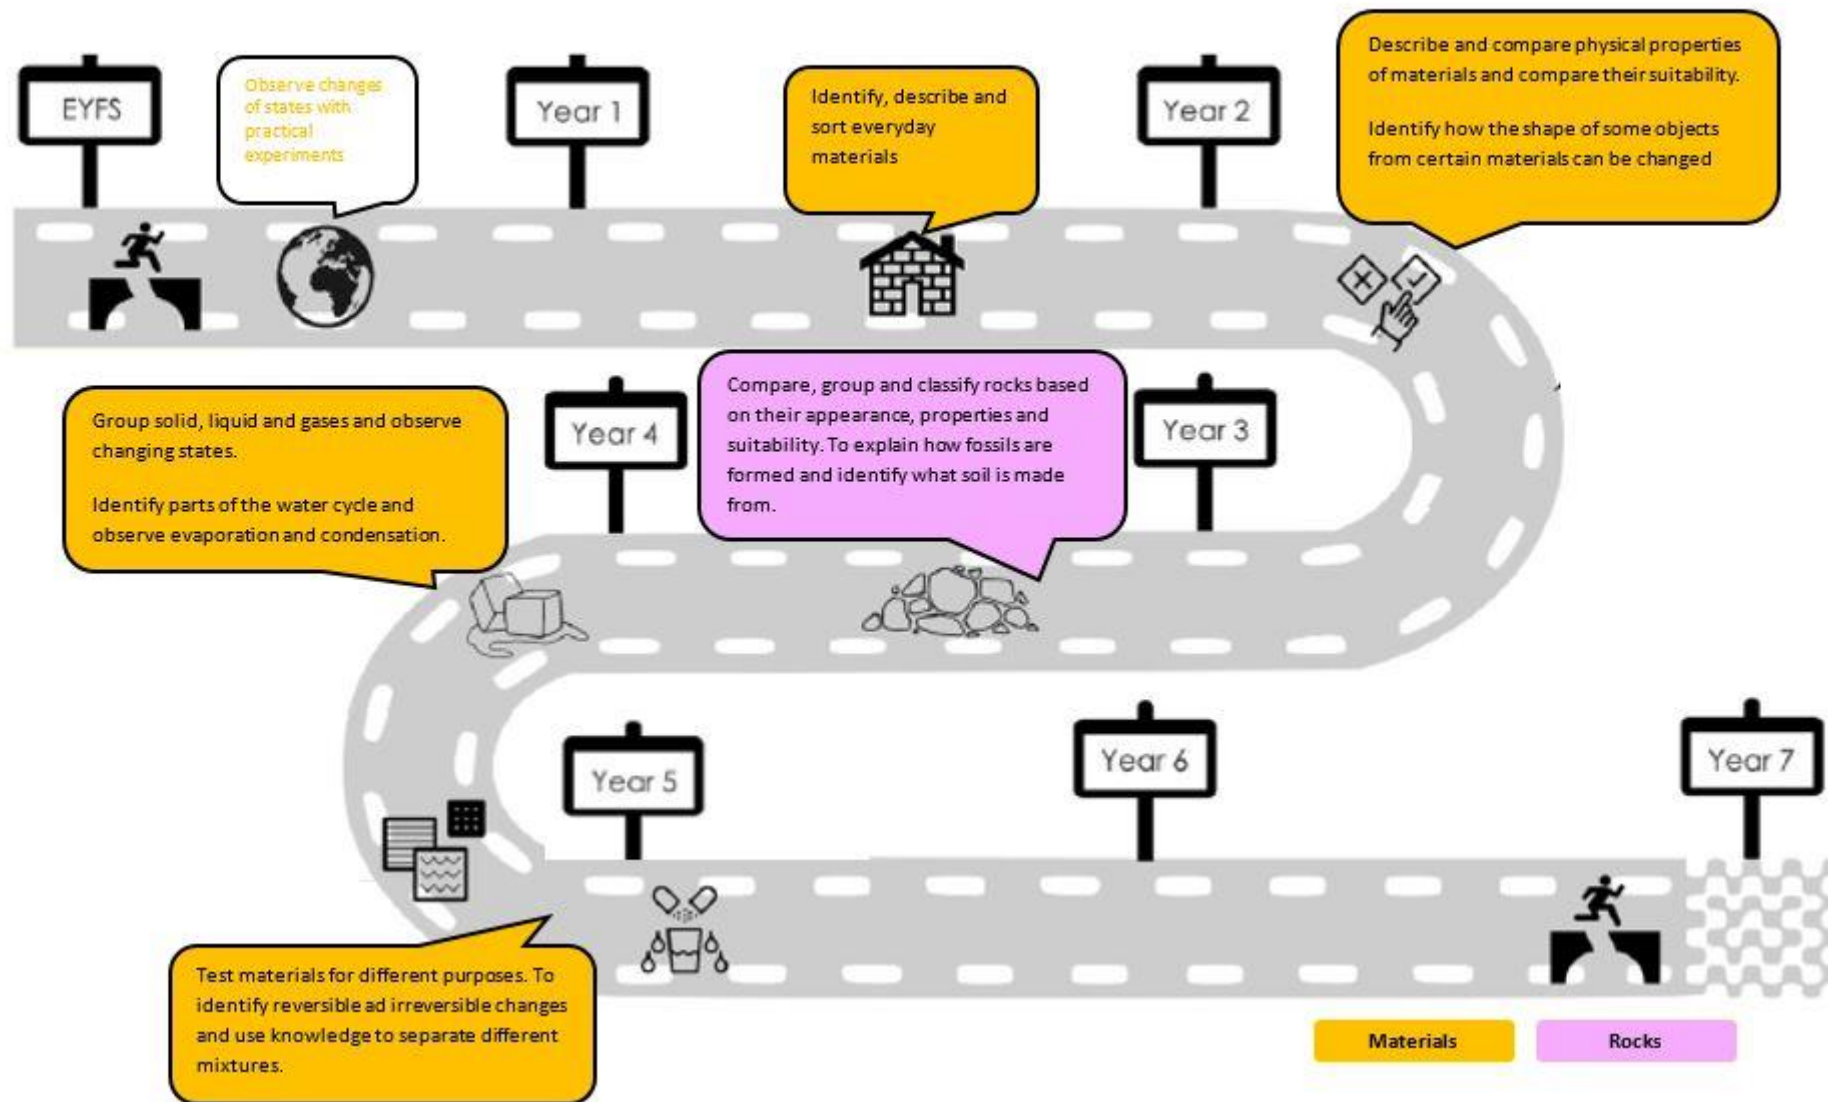 EYFS
Observe changes
of states with
practical
experiments
Year 1
Identify, describe and
sort everyday
materials
Year 2
Describe and compare physical properties
of materials and compare their suitability.
Identify how the shape of some objects
from certain materials can be changed
Year 3
Compare, group and classify rocks based
on their appearance, properties and
suitability. To explain how fossils are
formed and identify what soil is made
from.
Year 4
Group solid, liquid and gases and observe
changing states.
Identify parts of the water cycle and
observe evaporation and condensation.
Year 5
Test materials for different purposes. To
identify reversible ad irreversible changes
and use knowledge to separate different
mixtures.
Year 6
Year 7
Materials
Rocks